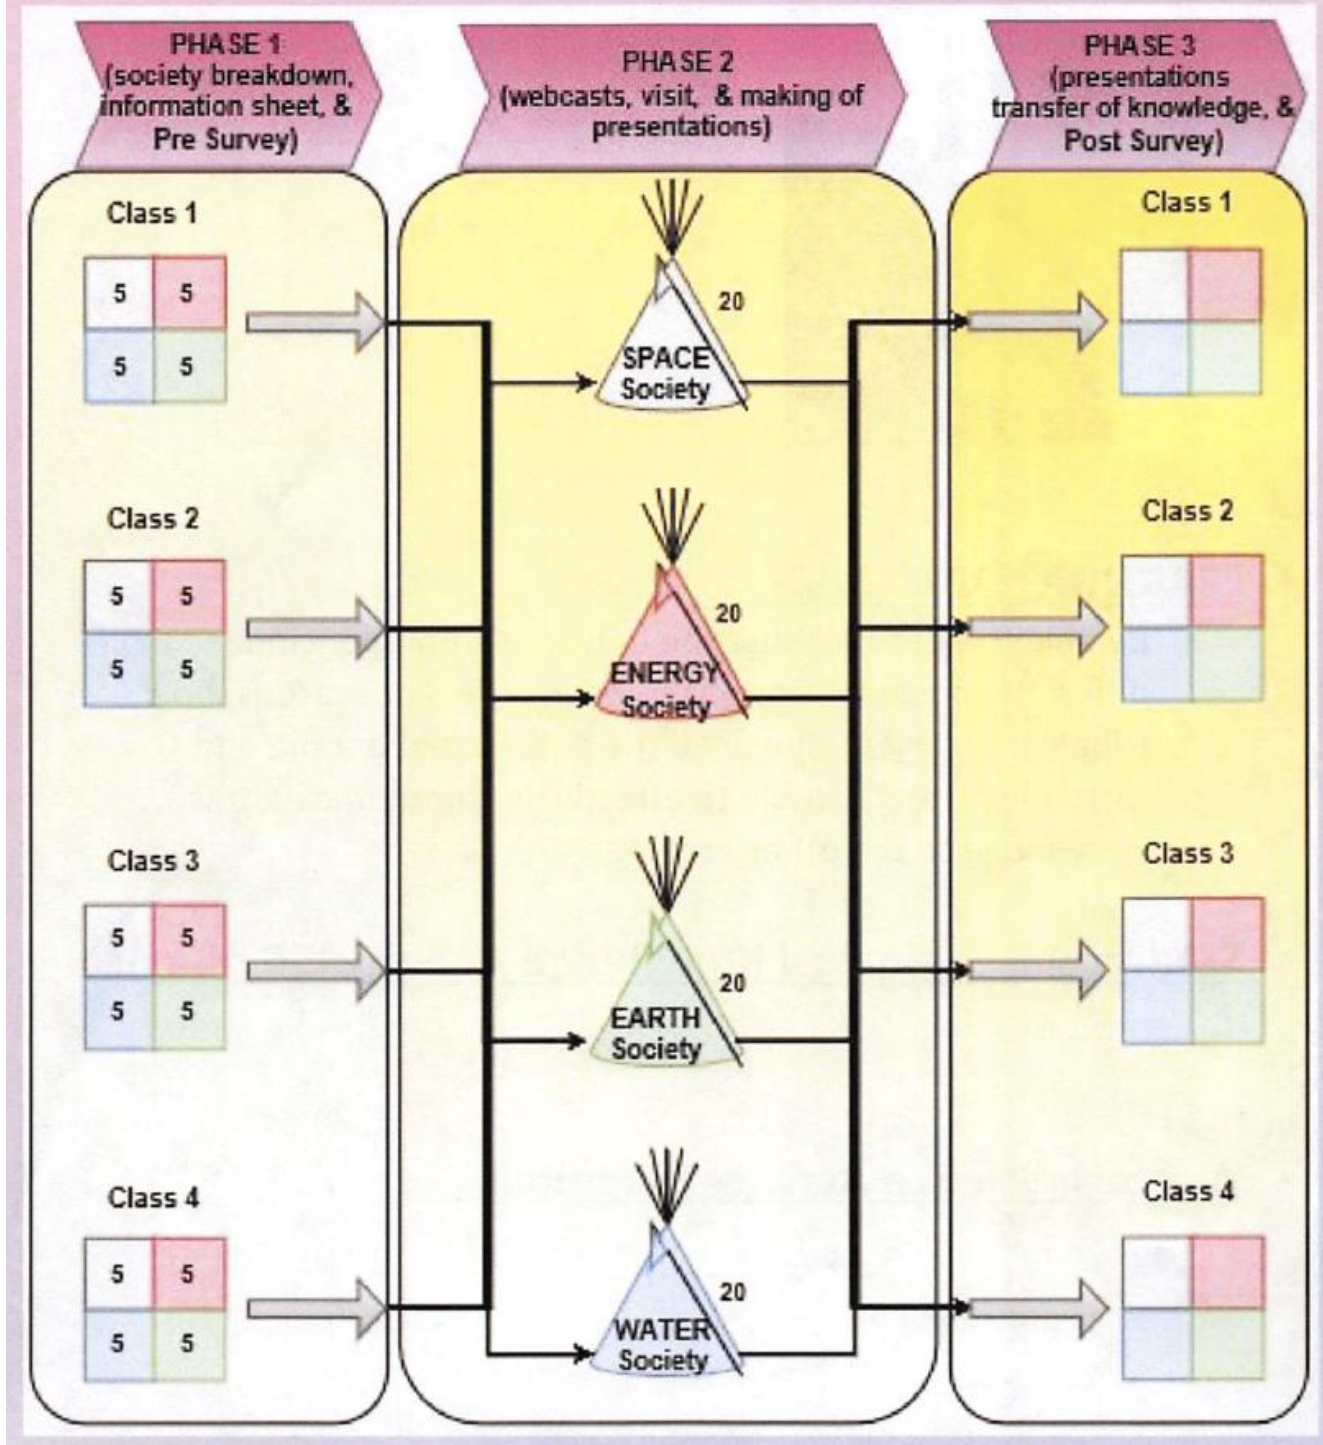 PHASE 1
(society breakdown,
information sheet, &
Pre Survey)
PHASE 2
(webcasts, visit, & making of
presentations)
PHASE 3
(presentations
transfer of knowledge, &
Post Survey)
Class 1
5 5
5 5
Class 2
5 5
5 5
Class 3
5 5
5 5
Class 4
5 5
5 5
20
SPACE
Society
20
ENERGY
Society
20
EARTH
Society
20
WATER
Society
Class 1
Class 2
Class 3
Class 4